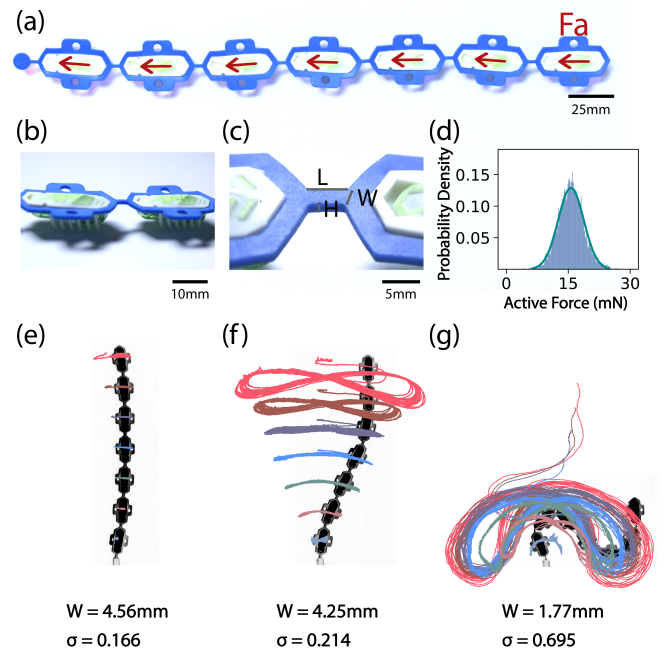 (a)
Fa
25mm
(b)
(c)
(d)
L
W
H
10mm
5mm
Probability Density
0.15
0.10
0.05
0
15
30
Active Force (mN)
(e)
(f)
(g)
W = 4.56mm
W = 4.25mm
W = 1.77mm
σ = 0.166
σ = 0.214
σ = 0.695